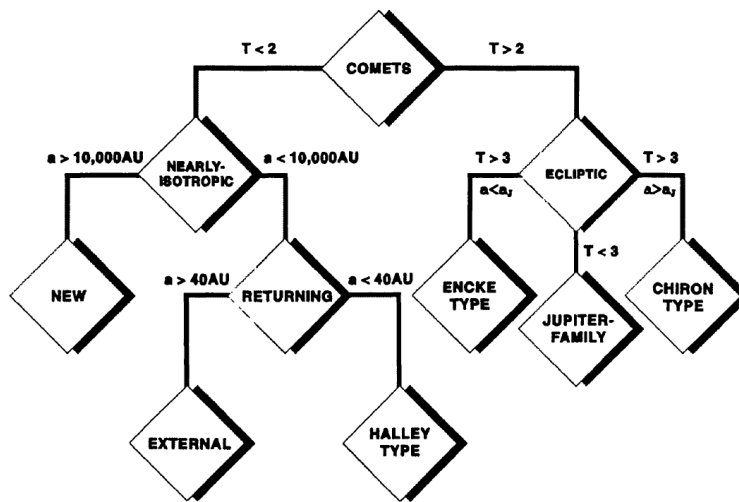 T < 2
COMETS
T > 2
a > 10,000AU
NEARLY-
ISOTROPIC
a < 10,000AU
T > 3
a<aJ
ECLIPTIC
T > 3
a>aJ
NEW
a > 40AU
RETURNING
a < 40AU
ENCKE
TYPE
T < 3
JUPITER-
FAMILY
CHIRON
TYPE
EXTERNAL
HALLEY
TYPE